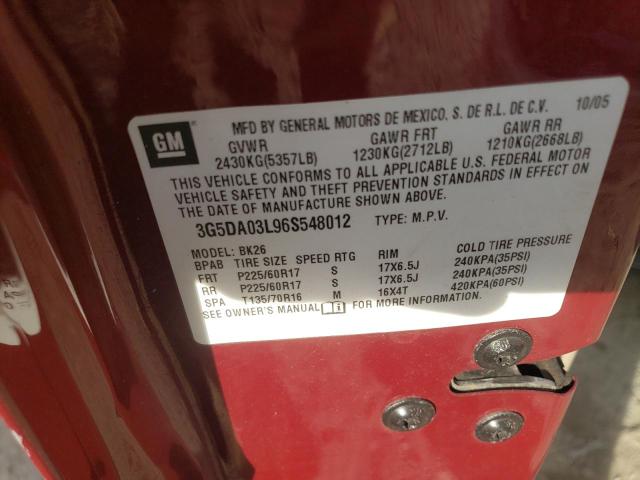 GM
MFD BY GENERAL MOTORS DE MEXICO, S. DE R.L. DE C.V. 10/05
GVWR GAWR FRT GAWR RR
2430KG(5357LB) 1230KG(2712LB) 1210KG(2668LB)
THIS VEHICLE CONFORMS TO ALL APPLICABLE U.S. FEDERAL MOTOR
VEHICLE SAFETY AND THEFT PREVENTION STANDARDS IN EFFECT ON
THE DATE OF MANUFACTURE SHOWN ABOVE.
3G5DA03L96S548012 TYPE: M.P.V.
MODEL: BK26
BPAB TIRE SIZE SPEED RTG RIM COLD TIRE PRESSURE
FRT P225/60R17 S 17X6.5J 240KPA(35PSI)
RR P225/60R17 S 17X6.5J 240KPA(35PSI)
SPA T135/70R16 M 16X4T 420KPA(60PSI)
SEE OWNER'S MANUAL FOR MORE INFORMATION.